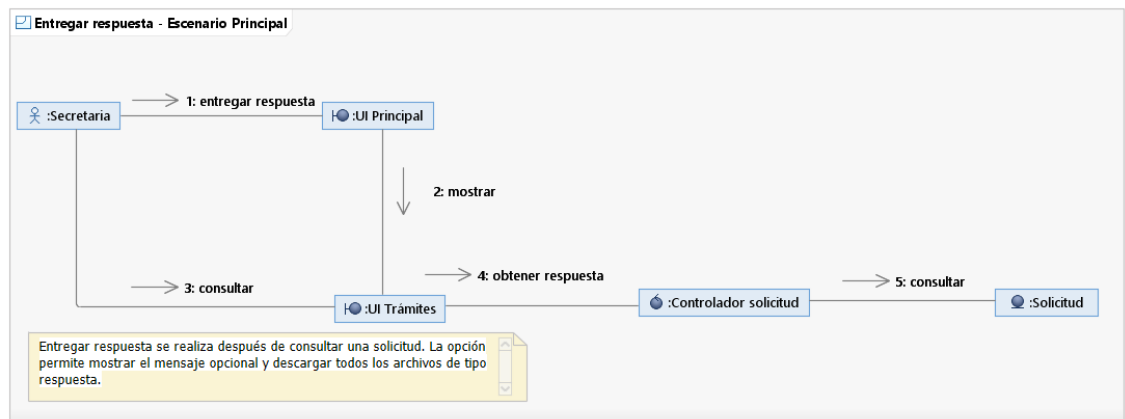 Entregar respuesta - Escenario Principal
1: entregar respuesta
:Secretaria
:UI Principal
2: mostrar
3: consultar
4: obtener respuesta
5: consultar
:UI Trámites
:Controlador solicitud
:Solicitud
Entregar respuesta se realiza después de consultar una solicitud. La opción
permite mostrar el mensaje opcional y descargar todos los archivos de tipo
respuesta.